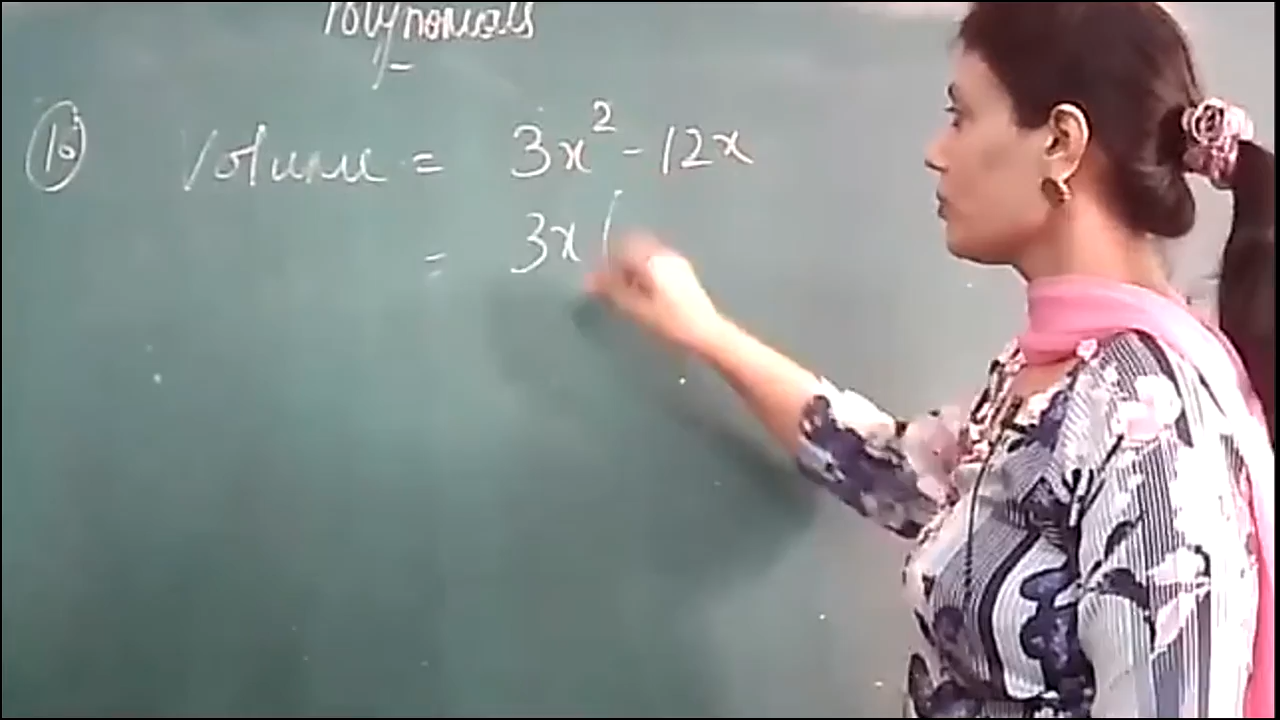 Polynomials
(16) Volume = 3x² - 12x
= 3x (